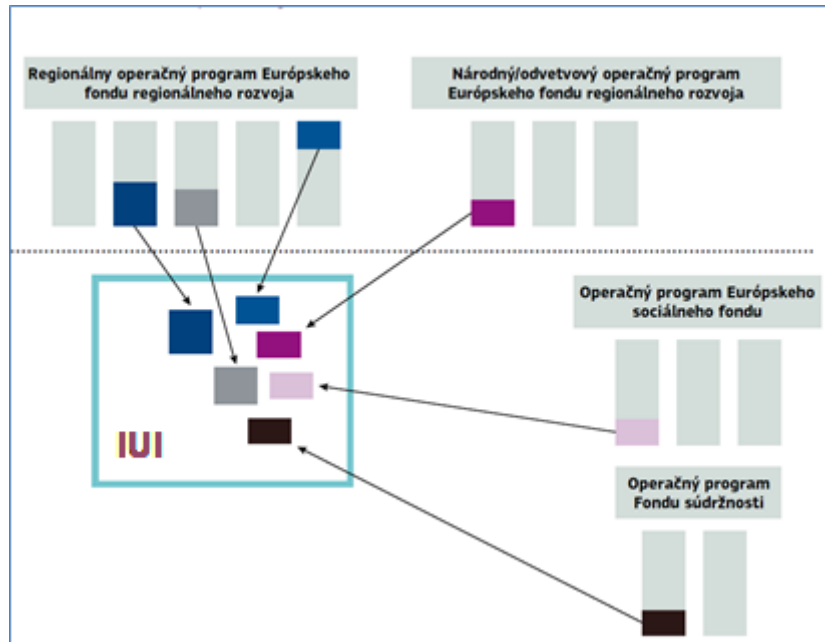 Regionálny operačný program Európskeho
fondu regionálneho rozvoja
Národný/odvetvový operačný program
Európskeho fondu regionálneho rozvoja
Operačný program Európskeho
sociálneho fondu
IUI
Operačný program
Fondu súdržnosti